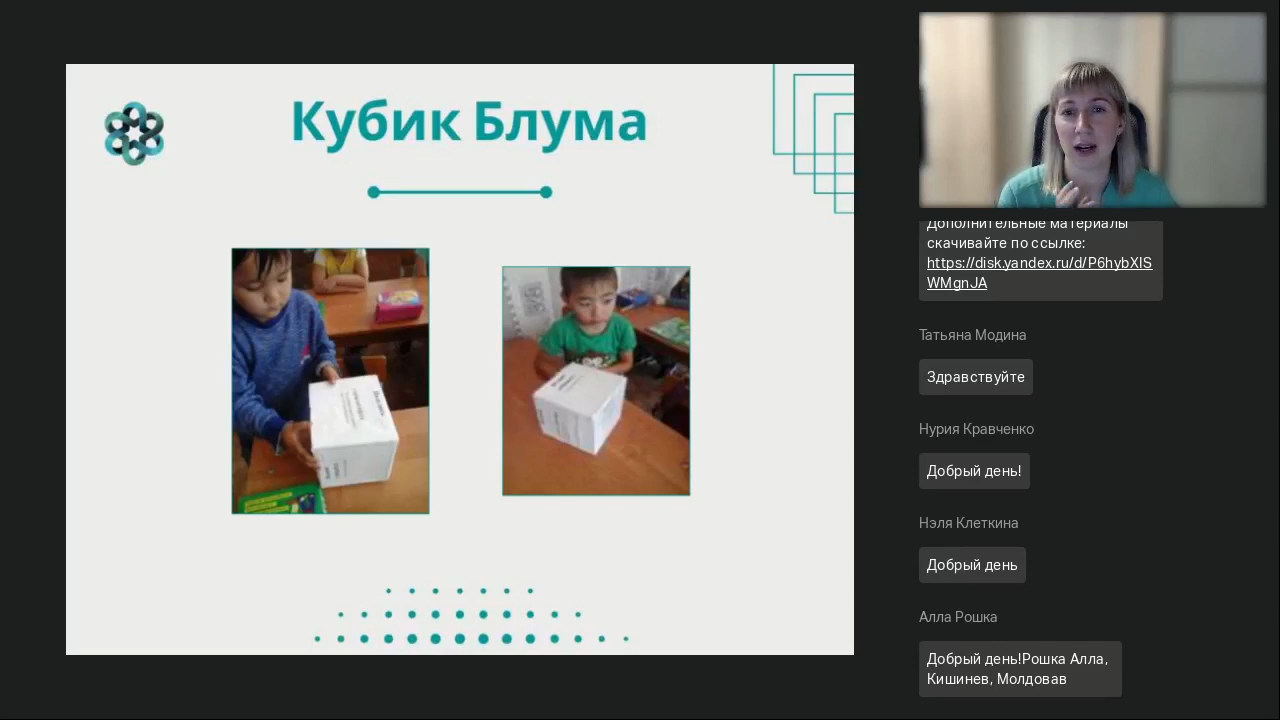 Кубик Блума
Дополнительные материалы
скачивайте по ссылке:
https://disk.yandex.ru/d/P6hybXIS
WMgnJA
Татьяна Модина
Здравствуйте
Нурия Кравченко
Добрый день!
Нэля Клеткина
Добрый день
Алла Рошка
Добрый день!Рошка Алла,
Кишинев, Молдовав